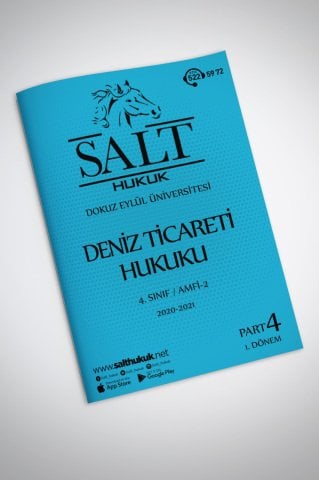 522 59 72
SALT
HUKUK
DOKUZ EYLÜL ÜNİVERSİTESİ
DENİZ TİCARETİ
HUKUKU
4. SINIF / AMFİ-2
2020-2021
PART 4
1. DÖNEM
www.salthukuk.net
App Store
Google Play